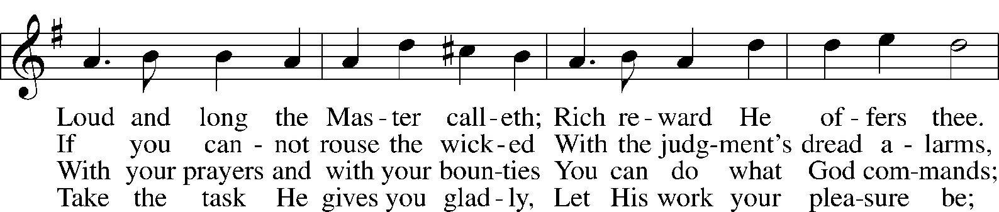 Loud and long the Mas - ter call - eth; Rich re - ward He of - fers thee.
If you can - not rouse the wick - ed With the judg - ment's dread a - larms,
With your prayers and with your boun - ties You can do what God com - mands;
Take the task He gives you glad - ly, Let His work your plea - sure be;